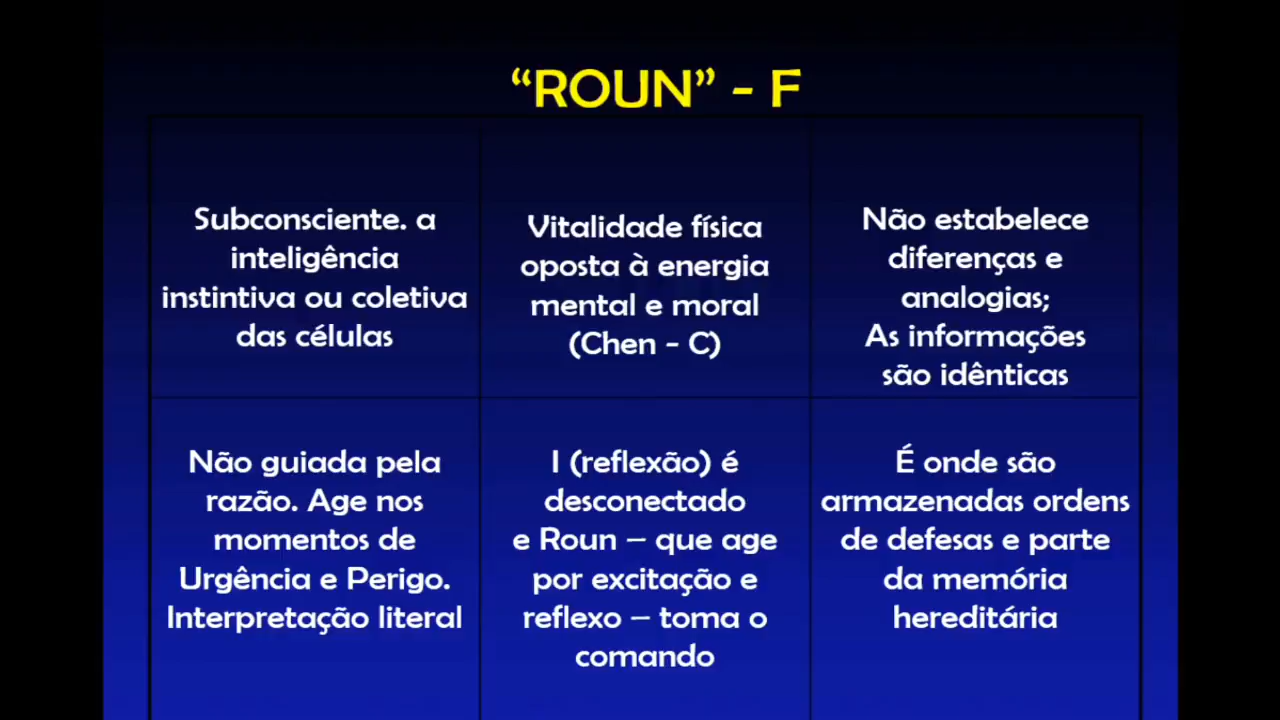 “ROUN” - F
Subconsciente. a
inteligência
instintiva ou coletiva
das células
Vitalidade física
oposta à energia
mental e moral
(Chen - C)
Não estabelece
diferenças e
analogias;
As informações
são idênticas
Não guiada pela
razão. Age nos
momentos de
Urgência e Perigo.
Interpretação literal
I (reflexão) é
desconectado
e Roun – que age
por excitação e
reflexo – toma o
comando
É onde são
armazenadas ordens
de defesas e parte
da memória
hereditária